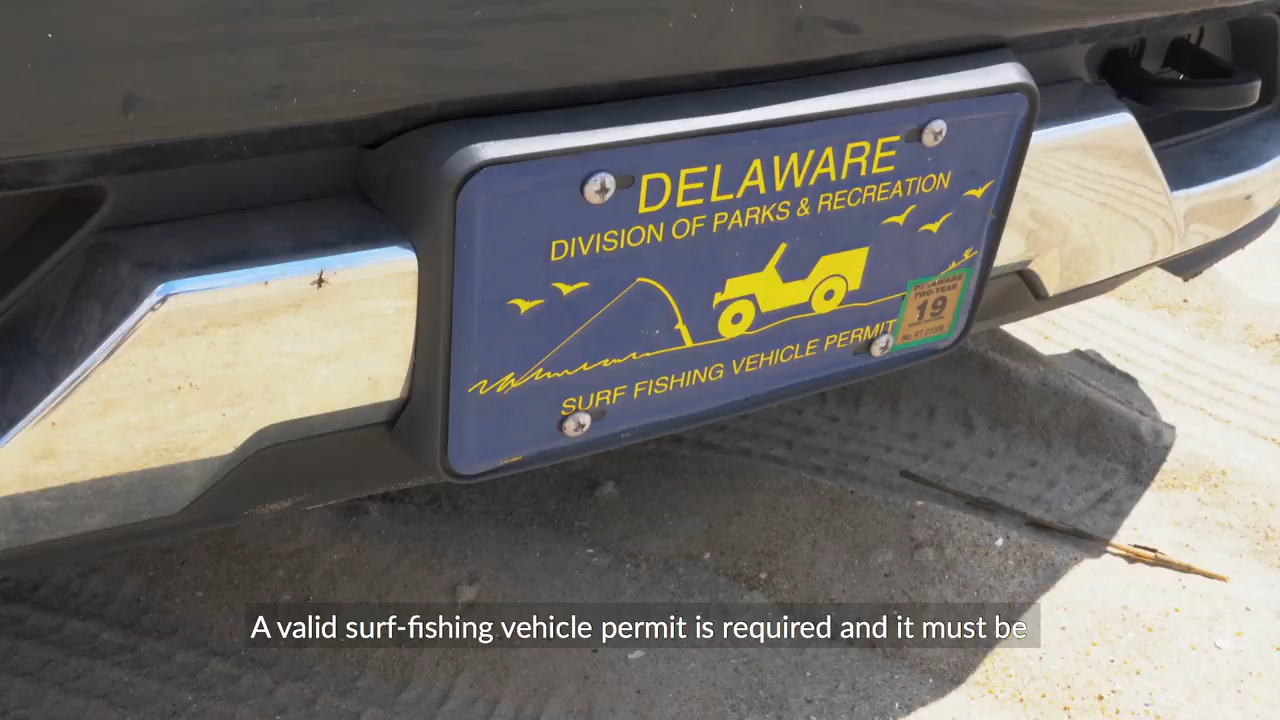 DELAWARE
DIVISION OF PARKS & RECREATION
SURF FISHING VEHICLE PERMIT
DELAWARE
TWO-YEAR
19
A valid surf-fishing vehicle permit is required and it must be